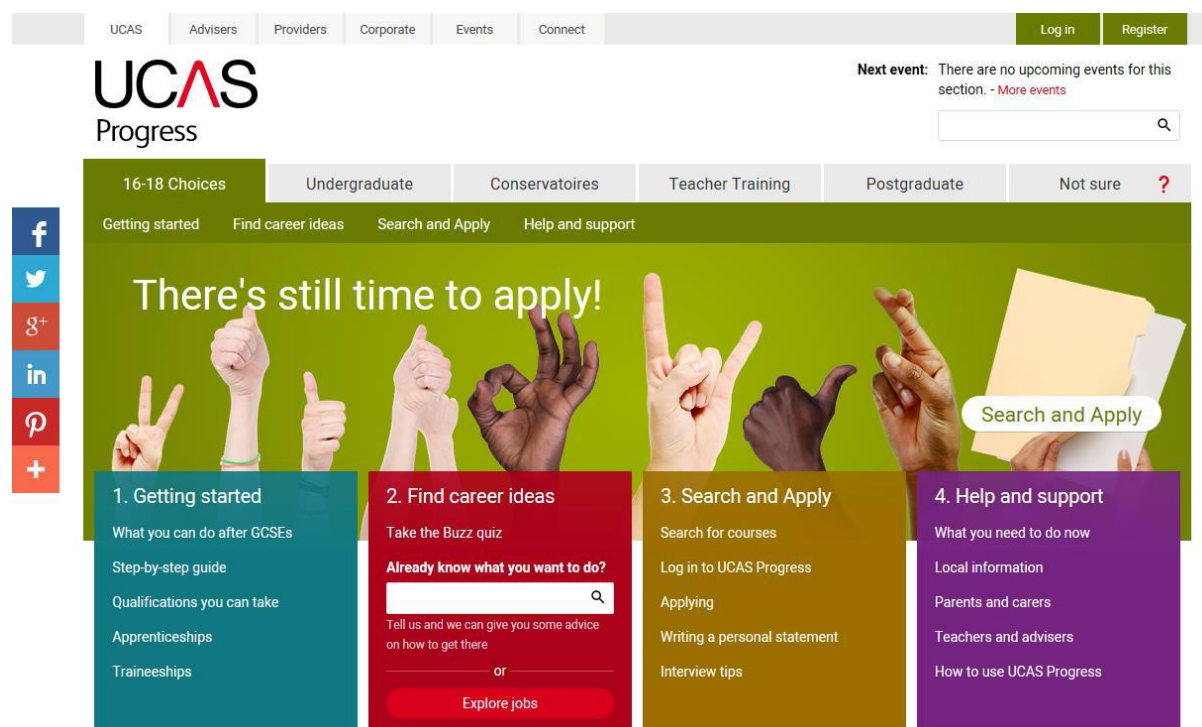 UCAS Advisers Providers Corporate Events Connect Log in Register
UCAS
Progress
Next event: There are no upcoming events for this
section. - More events
16-18 Choices Undergraduate Conservatoires Teacher Training Postgraduate Not sure ?
Getting started Find career ideas Search and Apply Help and support
f
g+
in
There's still time to apply!
Search and Apply
1. Getting started
What you can do after GCSEs
Step-by-step guide
Qualifications you can take
Apprenticeships
Traineeships
2. Find career ideas
Take the Buzz quiz
Already know what you want to do?
Tell us and we can give you some advice
on how to get there
or
Explore jobs
3. Search and Apply
Search for courses
Log in to UCAS Progress
Applying
Writing a personal statement
Interview tips
4. Help and support
What you need to do now
Local information
Parents and carers
Teachers and advisers
How to use UCAS Progress